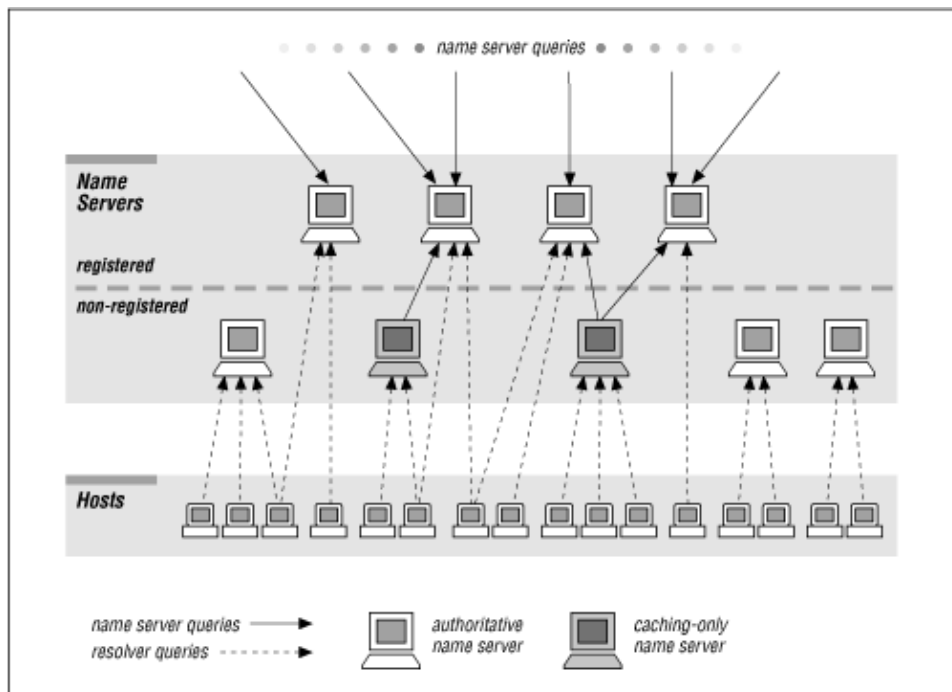 name server queries
Name
Servers
registered
non-registered
Hosts
name server queries
resolver queries
authoritative
name server
caching-only
name server